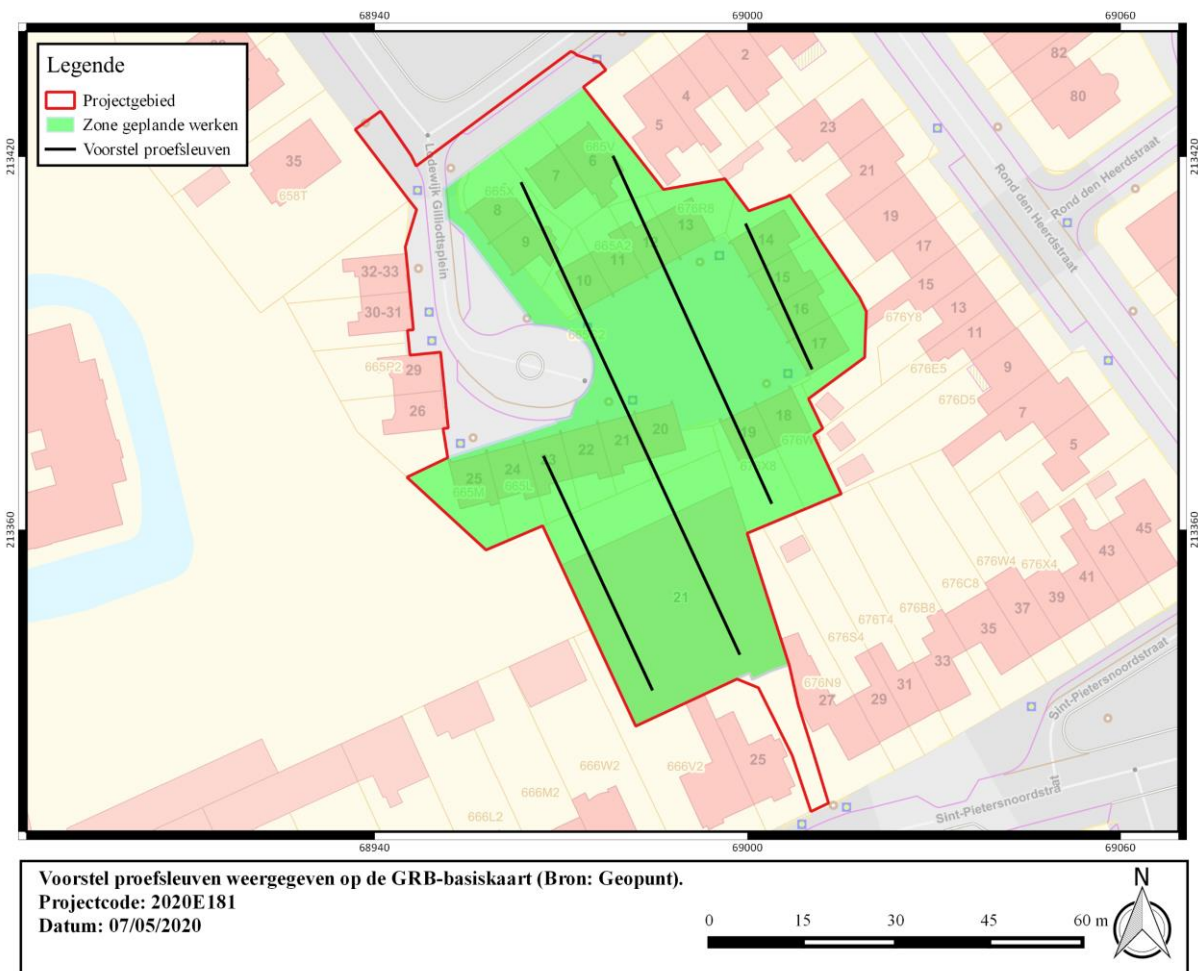 68940
69000
69060
Legende
Projectgebied
Zone geplande werken
Voorstel proefsleuven
213420
213420
2
4
5
82
80
23
21
35
658T
Lodewijk Gilliodtsplein
665V
6
7
665X
8
9
676R8
13
665A2
11
10
14
15
16
17
19
17
15
13
11
9
7
5
Rond den Heerdstraat
Rond den Heerdstraat
32-33
30-31
29
26
665P2
676Y8
676E5
676D5
18
19
20
21
22
23
24
25
665L
665M
213360
213360
21
45
43
41
39
37
35
33
31
29
27
676X4
676W4
676C8
676B8
676T4
676S4
676N9
Sint-Pietersnoordstraat
25
666V2
666W2
666M2
666L2
68940
69000
69060
Voorstel proefsleuven weergegeven op de GRB-basiskaart (Bron: Geopunt).
Projectcode: 2020E181
Datum: 07/05/2020
0 15 30 45 60 m
N